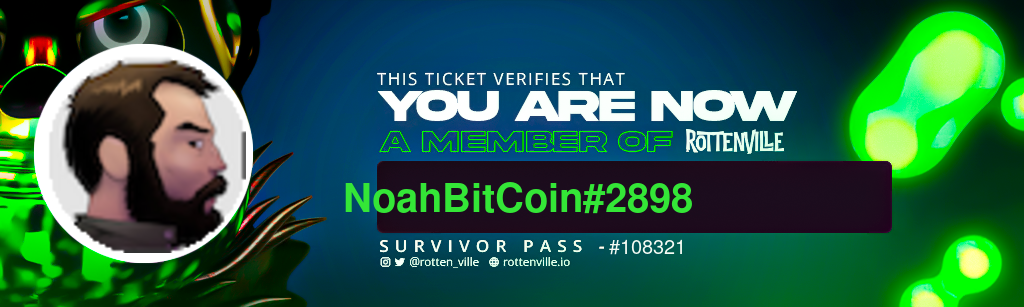 THIS TICKET VERIFIES THAT
YOU ARE NOW
A MEMBER OF ROTTENVILLE
NoahBitCoin#2898
SURVIVOR PASS - #108321
@rotten_ville rottenville.io